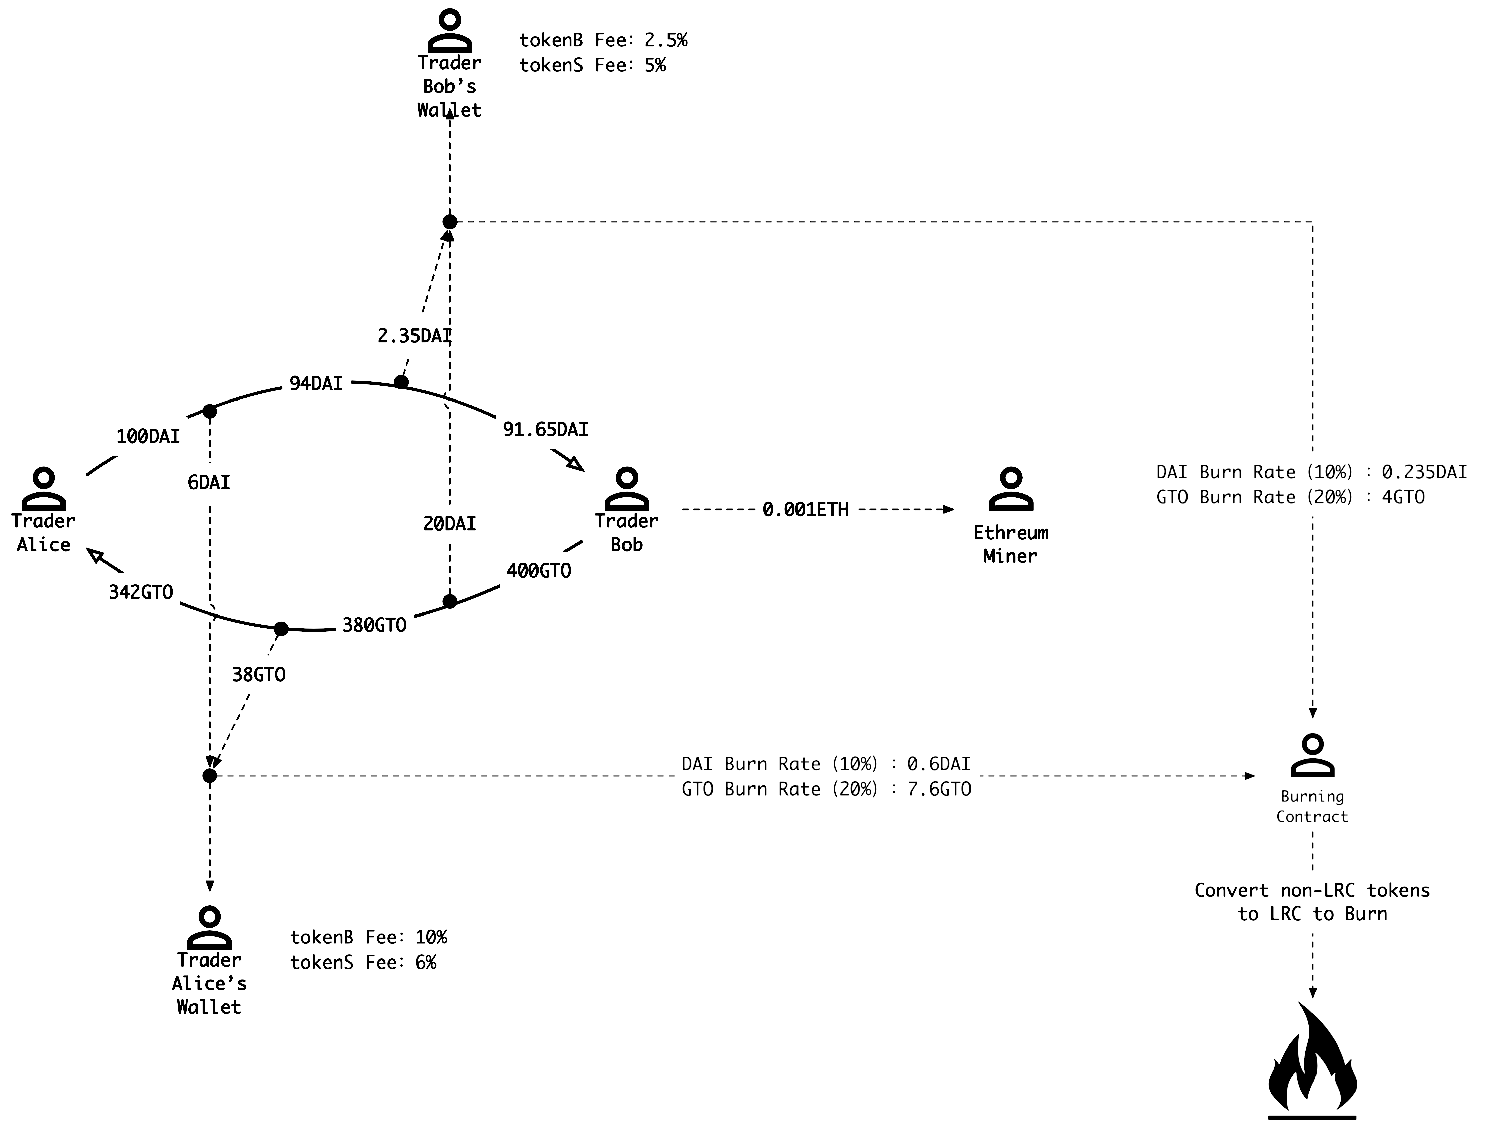 Trader
Bob's
Wallet
tokenB Fee: 2.5%
tokenS Fee: 5%
2.35DAI
94DAI
100DAI
91.65DAI
6DAI
Trader
Alice
20DAI
Trader
Bob
0.001ETH
Ethreum
Miner
DAI Burn Rate (10%) : 0.235DAI
GTO Burn Rate (20%) : 4GTO
400GTO
342GTO
380GTO
38GTO
DAI Burn Rate (10%) : 0.6DAI
GTO Burn Rate (20%) : 7.6GTO
Burning
Contract
Convert non-LRC tokens
to LRC to Burn
Trader
Alice's
Wallet
tokenB Fee: 10%
tokenS Fee: 6%